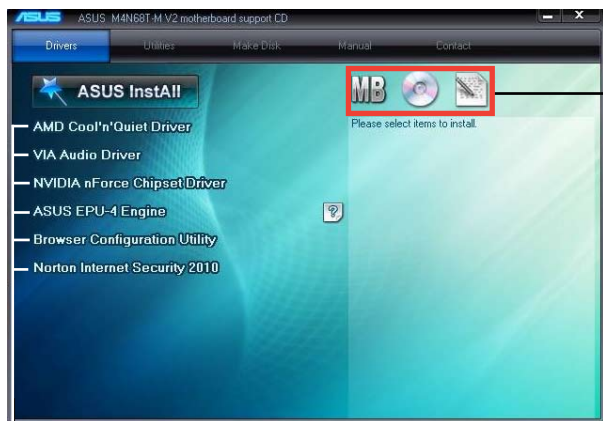 ASUS ASUS M4N68T-M V2 motherboard support CD
Drivers Utilities Make Disk Manual Contact
ASUS InstAll
MB
Please select items to install.
AMD Cool'n'Quiet Driver
VIA Audio Driver
NVIDIA nForce Chipset Driver
ASUS EPU-4 Engine
?
Browser Configuration Utility
Norton Internet Security 2010